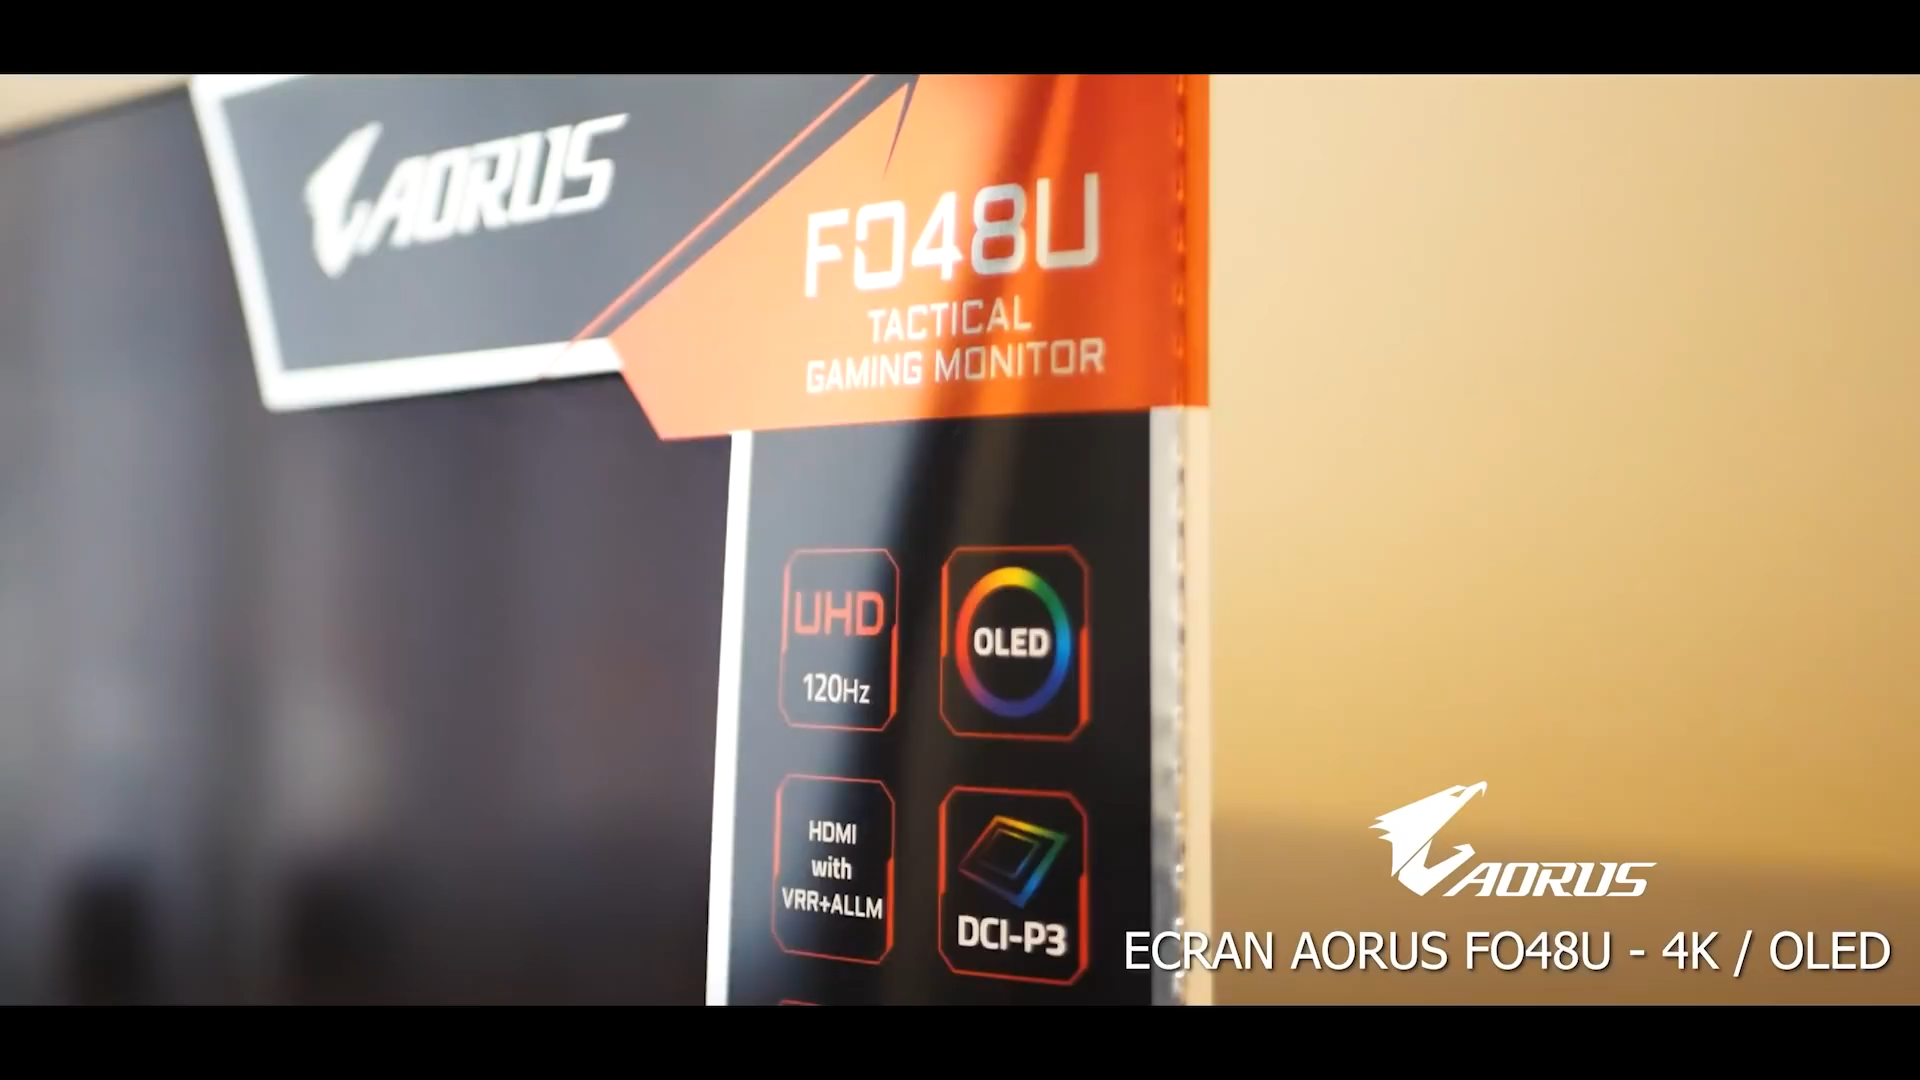 AORUS
FO48U
TACTICAL
GAMING MONITOR
UHD
120Hz
OLED
HDMI
with
VRR+ALLM
DCI-P3
AORUS
ECRAN AORUS FO48U - 4K / OLED